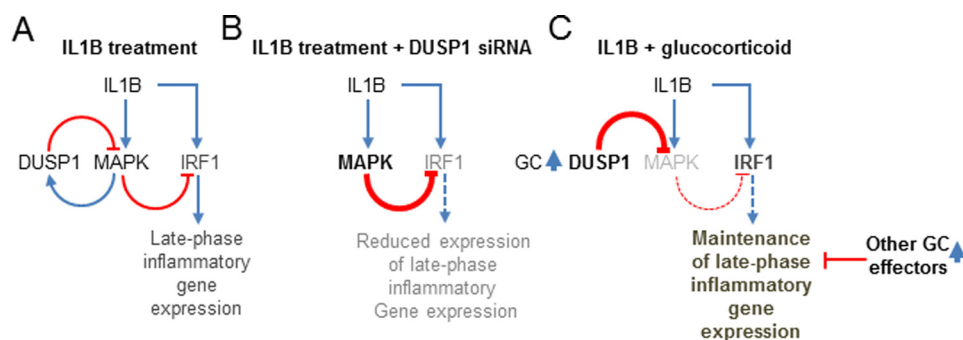 A
IL1B treatment
IL1B
DUSP1 MAPK IRF1
Late-phase
inflammatory
gene
expression
B
IL1B treatment + DUSP1 siRNA
IL1B
MAPK IRF1
Reduced expression
of late-phase
inflammatory
Gene expression
C
IL1B + glucocorticoid
IL1B
GC DUSP1 MAPK IRF1
Maintenance
of late-phase
inflammatory
gene
expression
Other GC
effectors